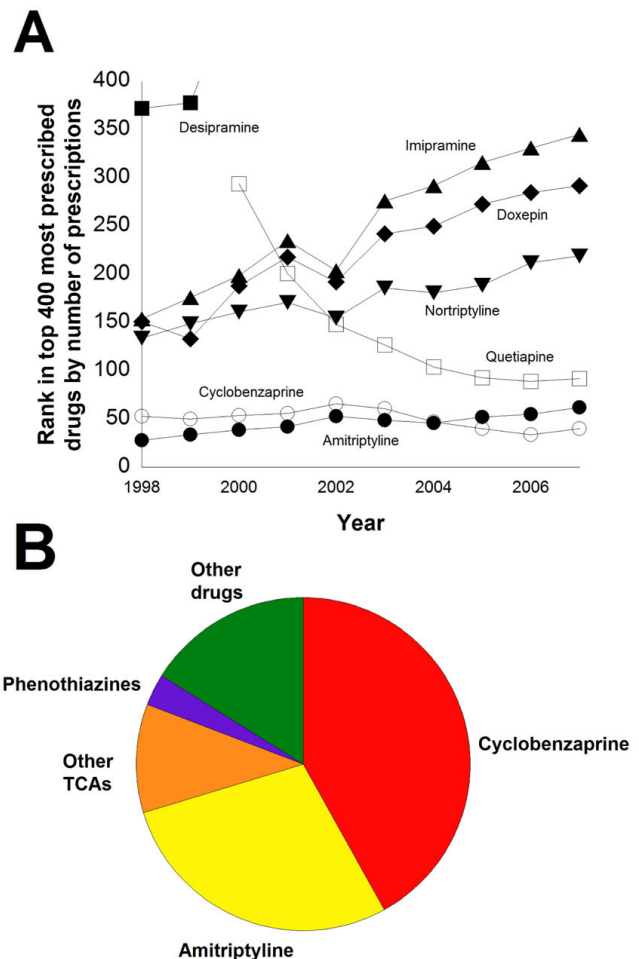 A
400
350
300
250
200
150
100
50
0
Rank in top 400 most prescribed
drugs by number of prescriptions
Desipramine
Imipramine
Doxepin
Nortriptyline
Quetiapine
Cyclobenzaprine
Amitriptyline
1998
2000
2002
2004
2006
Year
B
Other
drugs
Phenothiazines
Cyclobenzaprine
Other
TCAs
Amitriptyline